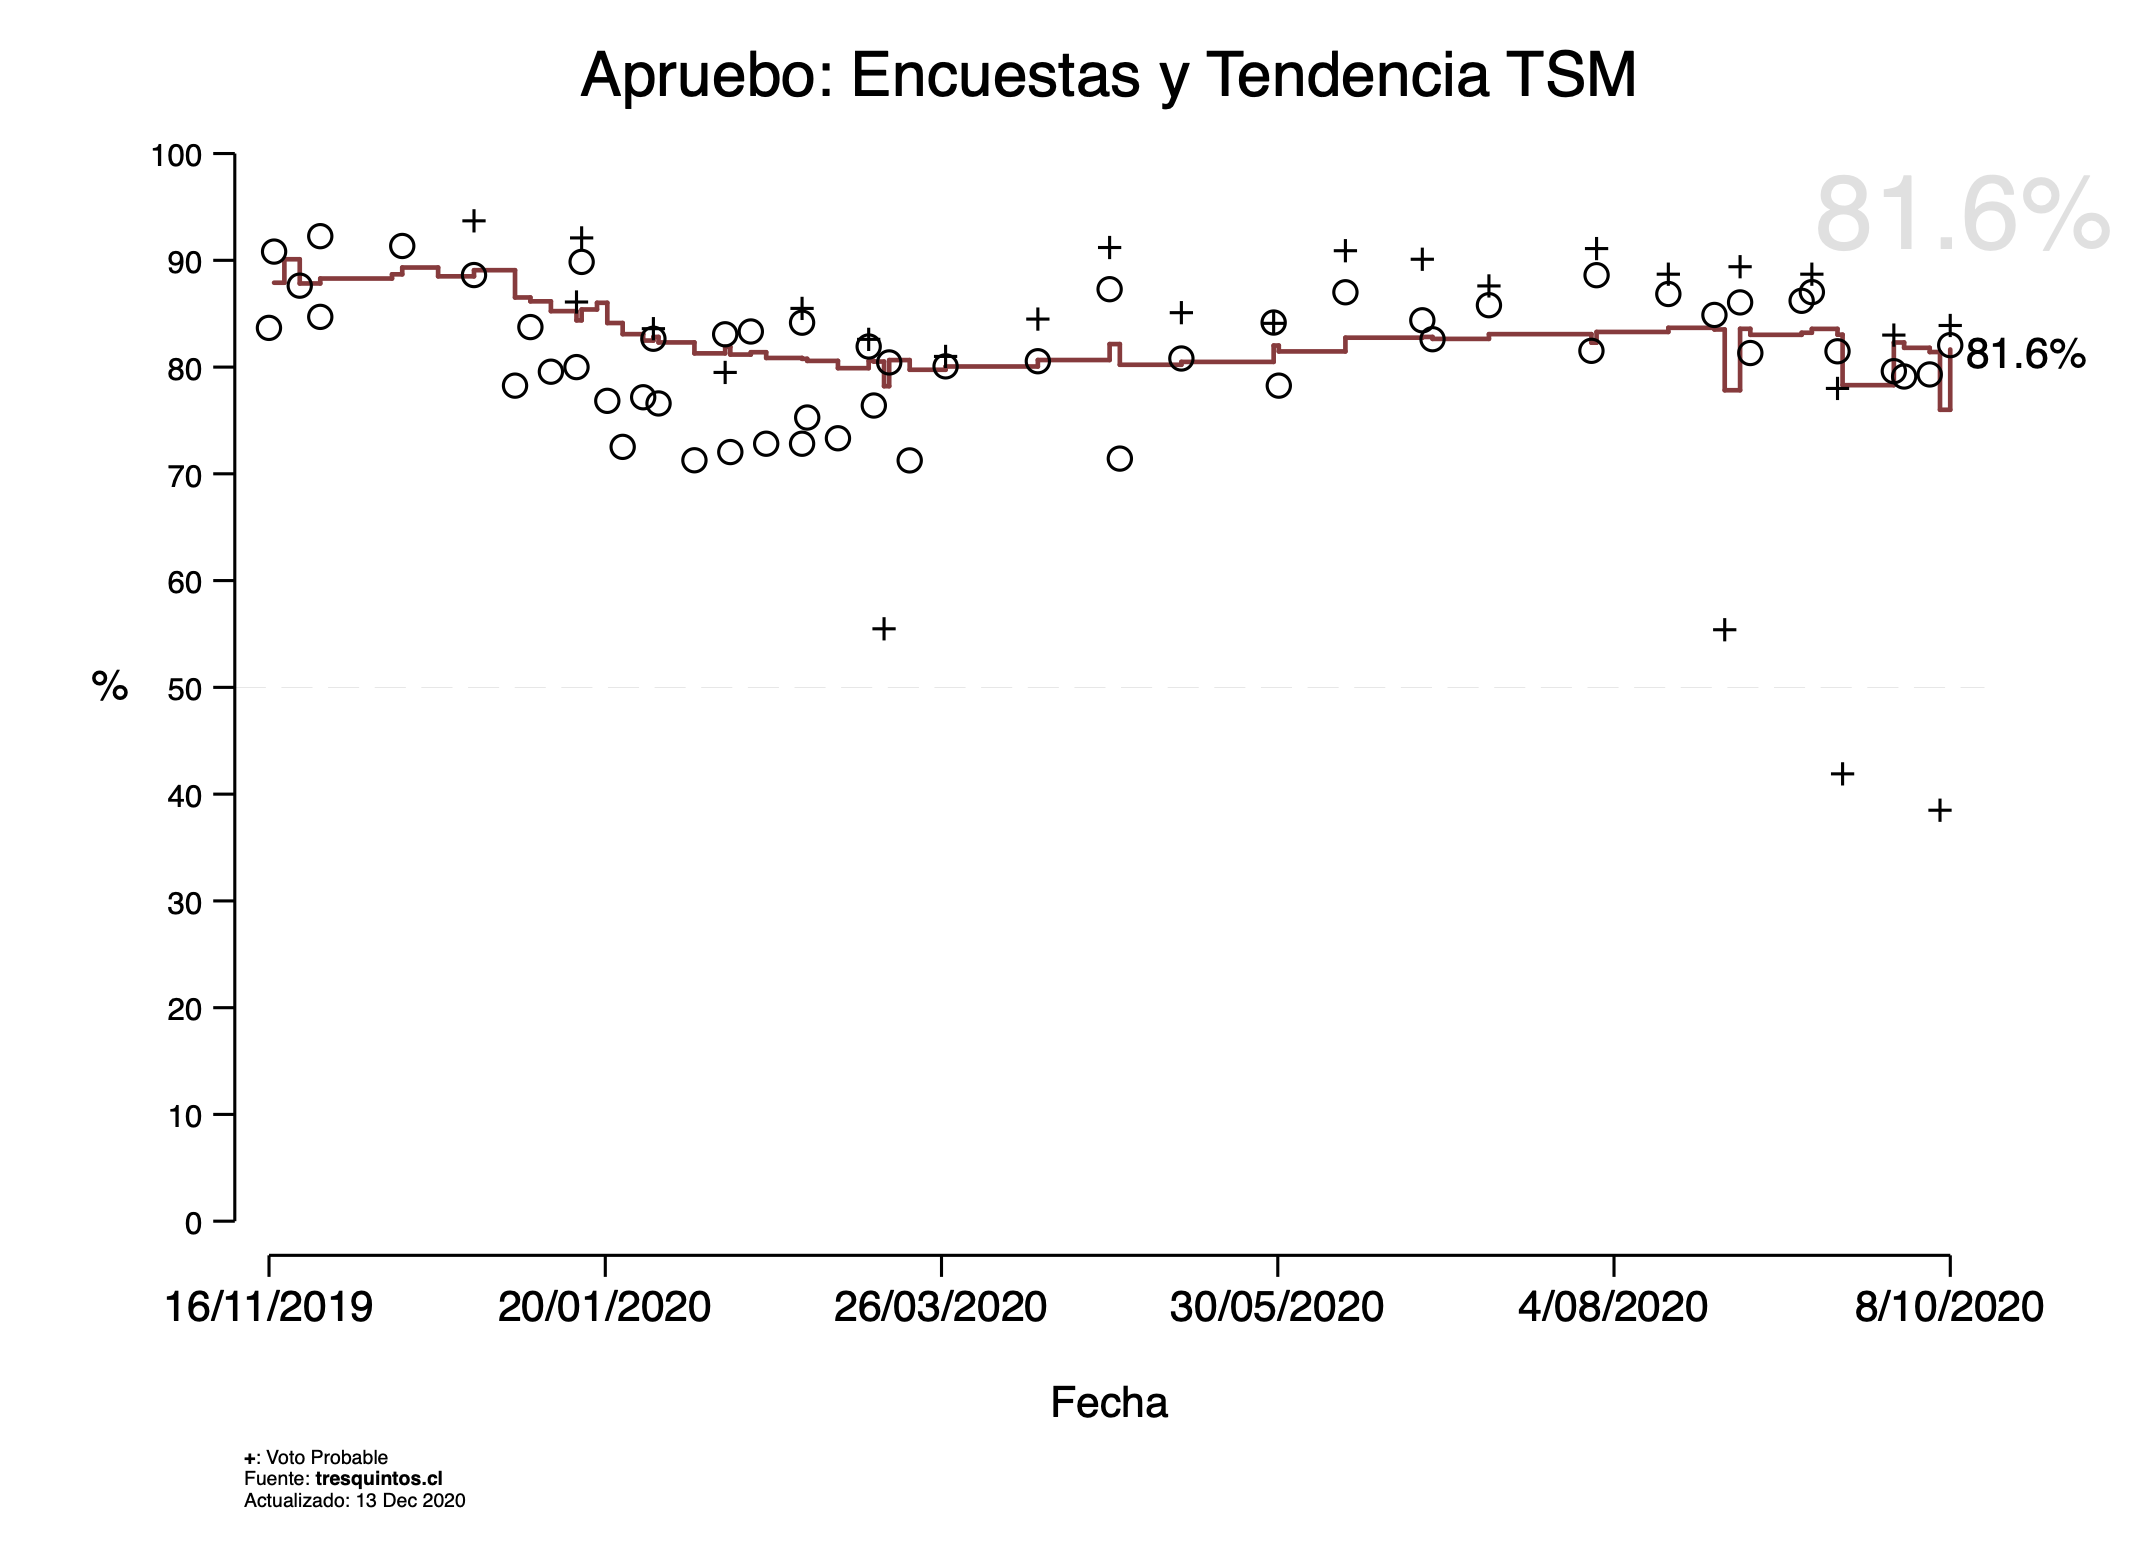 Apruebo: Encuestas y Tendencia TSM
81.6%
100
90
80
70
60
50
40
30
20
10
0
%
81.6%
16/11/2019 20/01/2020 26/03/2020 30/05/2020 4/08/2020 8/10/2020
Fecha
+: Voto Probable
Fuente: tresquintos.cl
Actualizado: 13 Dec 2020